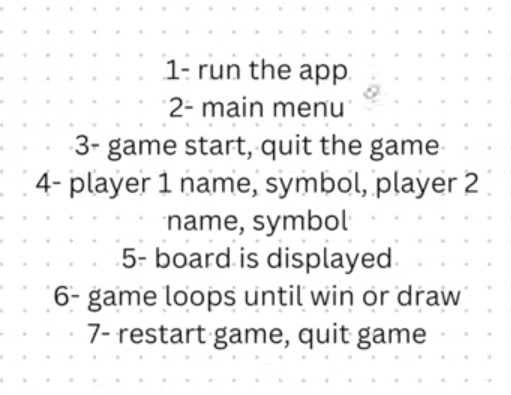 1- run the app
2- main menu
3- game start, quit the game
4- player 1 name, symbol, player 2
name, symbol
5- board is displayed
6- game loops until win or draw
7- restart game, quit game